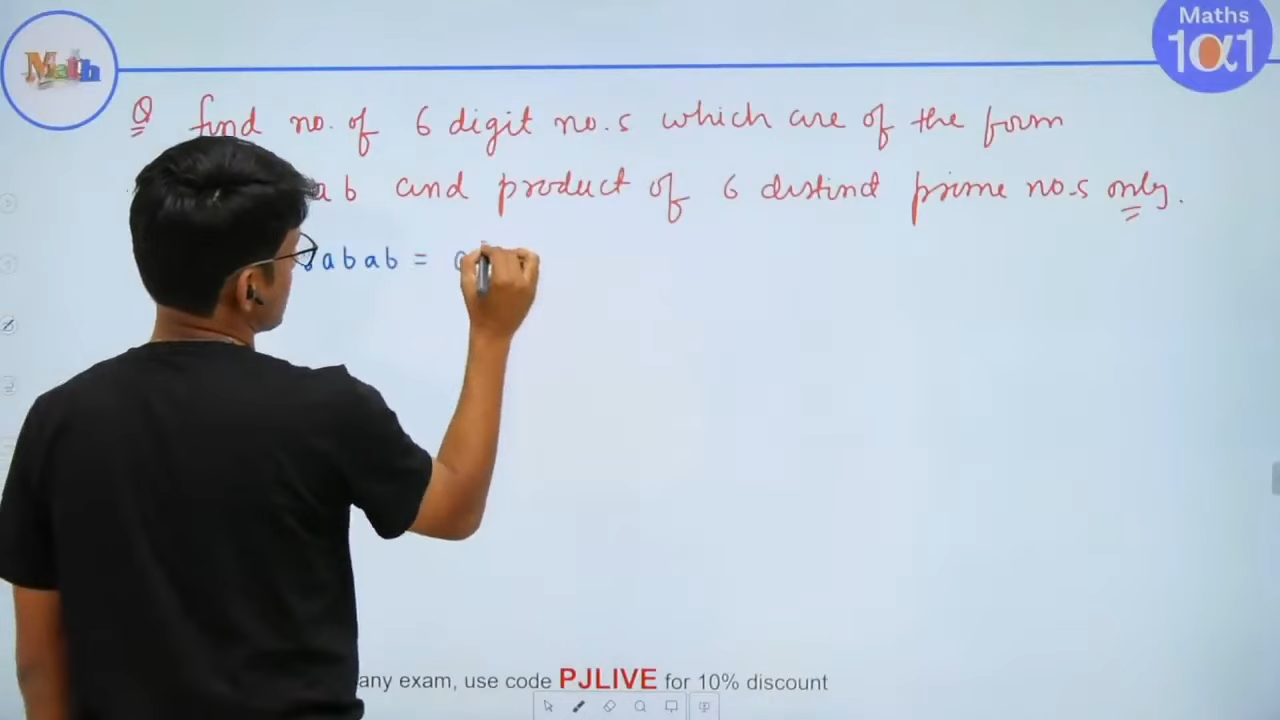 Math
Maths
1α1
Q find no. of 6 digit no.s which are of the form
ab and product of 6 distinct prime no.s only.
abab =
any exam, use code PJLIVE for 10% discount